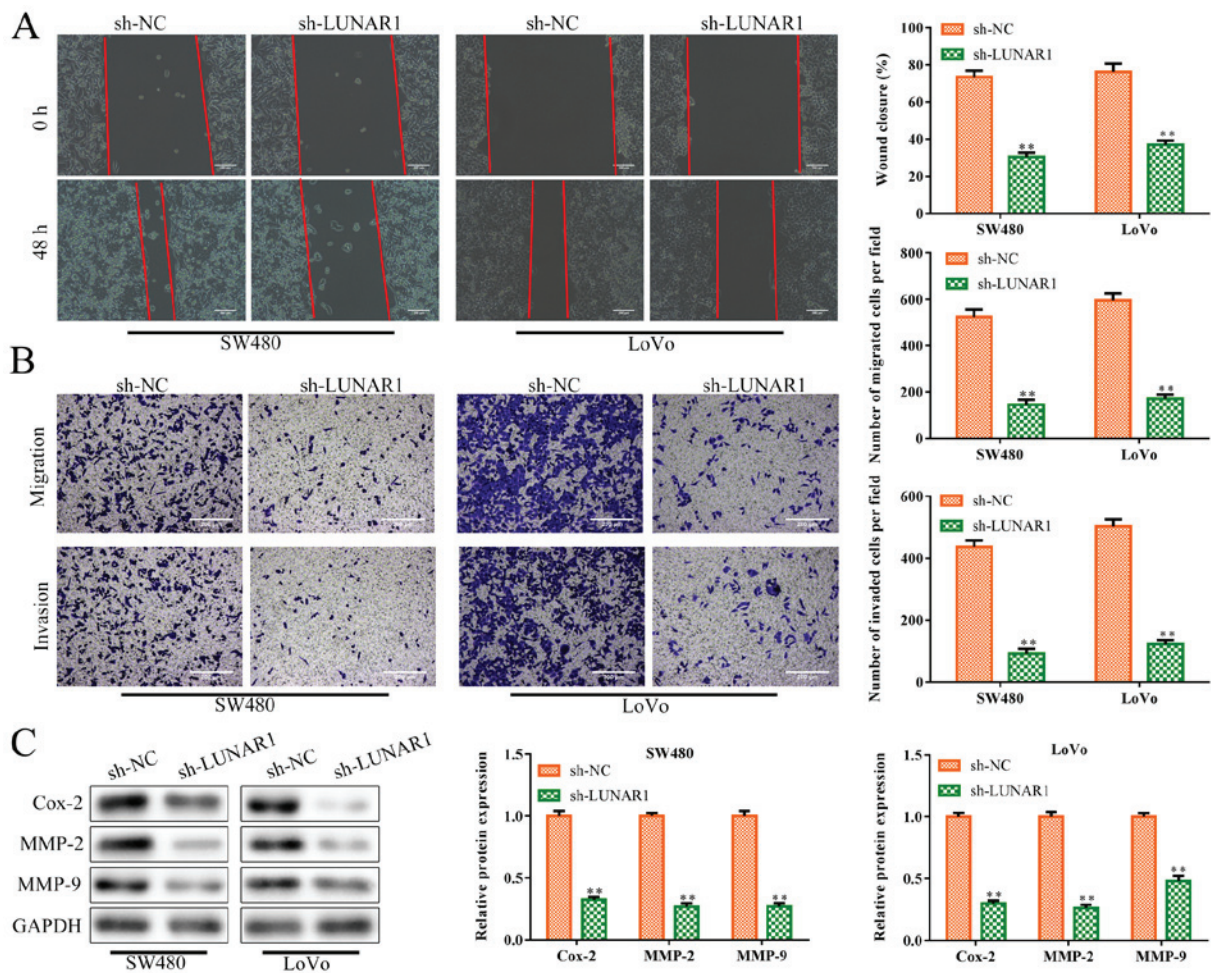 A
sh-NC
sh-LUNAR1
sh-NC
sh-LUNAR1
0 h
48 h
SW480
LoVo
sh-NC
sh-LUNAR1
Wound closure (%)
100
80
60
40
20
0
SW480
LoVo
**
**
B
sh-NC
sh-LUNAR1
sh-NC
sh-LUNAR1
Migration
Invasion
SW480
LoVo
sh-NC
sh-LUNAR1
Number of migrated cells per field
800
600
400
200
0
SW480
LoVo
**
**
sh-NC
sh-LUNAR1
Number of invaded cells per field
600
400
200
0
SW480
LoVo
**
**
C
sh-NC
sh-LUNAR1
sh-NC
sh-LUNAR1
Cox-2
MMP-2
MMP-9
GAPDH
SW480
LoVo
SW480
sh-NC
sh-LUNAR1
Relative protein expression
1.5
1.0
0.5
0.0
**
**
**
Cox-2
MMP-2
MMP-9
LoVo
sh-NC
sh-LUNAR1
Relative protein expression
1.5
1.0
0.5
0.0
**
**
**
Cox-2
MMP-2
MMP-9